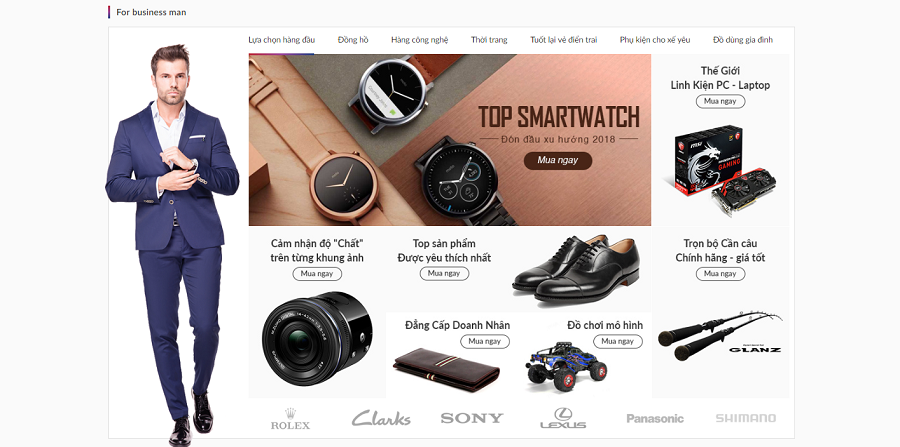 For business man
Lựa chọn hàng đầu
Đồng hồ
Hàng công nghệ
Thời trang
Tuốt lại vẻ điển trai
Phụ kiện cho xế yêu
Đồ dùng gia đình
TOP SMARTWATCH
Đón đầu xu hướng 2018
Mua ngay
Thế Giới
Linh Kiện PC - Laptop
Mua ngay
msi
GAMING
Cảm nhận độ "Chất"
trên từng khung ảnh
Mua ngay
Top sản phẩm
Được yêu thích nhất
Mua ngay
Trọn bộ Cần câu
Chính hãng - giá tốt
Mua ngay
Đẳng Cấp Doanh Nhân
Mua ngay
Đồ chơi mô hình
Mua ngay
GLANZ
ROLEX
Clarks
SONY
LEXUS
Panasonic
SHIMANO